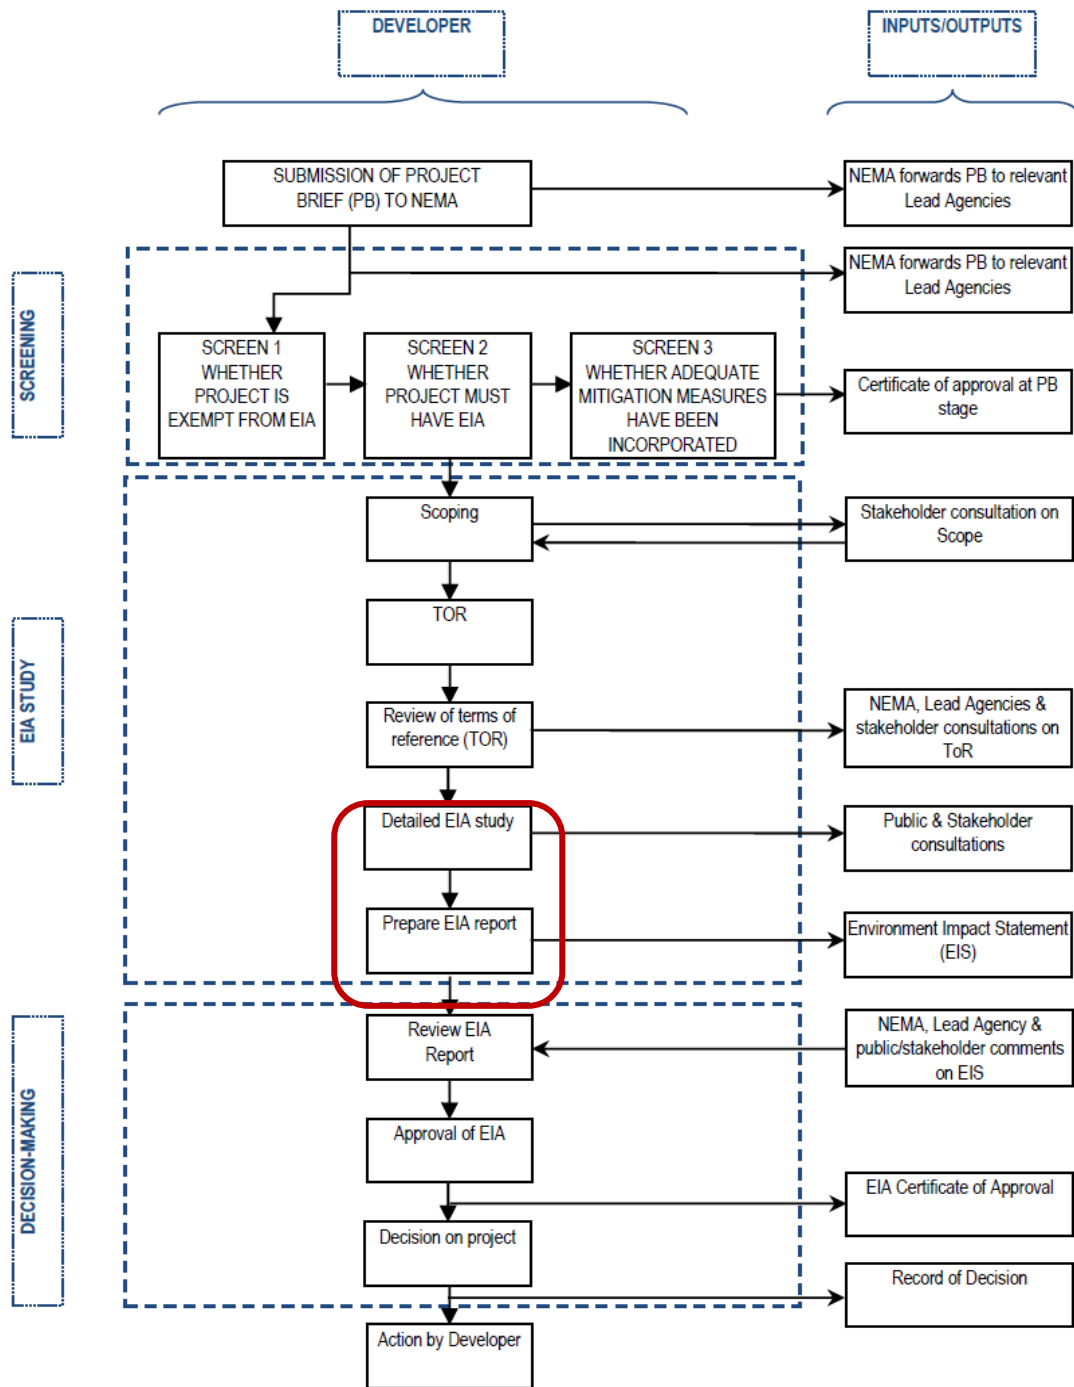 DEVELOPER
INPUTS/OUTPUTS
SUBMISSION OF PROJECT
BRIEF (PB) TO NEMA
NEMA forwards PB to relevant
Lead Agencies
SCREENING
NEMA forwards PB to relevant
Lead Agencies
SCREEN 1
WHETHER
PROJECT IS
EXEMPT FROM EIA
SCREEN 2
WHETHER
PROJECT MUST
HAVE EIA
SCREEN 3
WHETHER ADEQUATE
MITIGATION MEASURES
HAVE BEEN
INCORPORATED
Certificate of approval at PB
stage
EIA STUDY
Scoping
Stakeholder consultation on
Scope
TOR
Review of terms of
reference (TOR)
NEMA, Lead Agencies &
stakeholder consultations on
ToR
Detailed EIA study
Public & Stakeholder
consultations
Prepare EIA report
Environment Impact Statement
(EIS)
DECISION-MAKING
Review EIA
Report
NEMA, Lead Agency &
public/stakeholder comments
on EIS
Approval of EIA
EIA Certificate of Approval
Decision on project
Record of Decision
Action by Developer